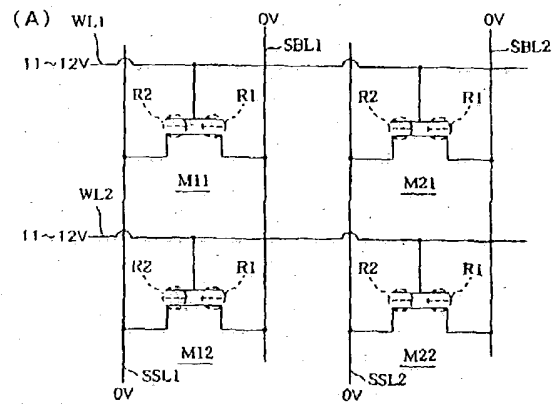 (A)
0V
0V
WL1
SBL1
SBL2
11~12V
R2
R1
R2
R1
M11
M21
WL2
11~12V
R2
R1
R2
R1
M12
M22
SSL1
SSL2
0V
0V